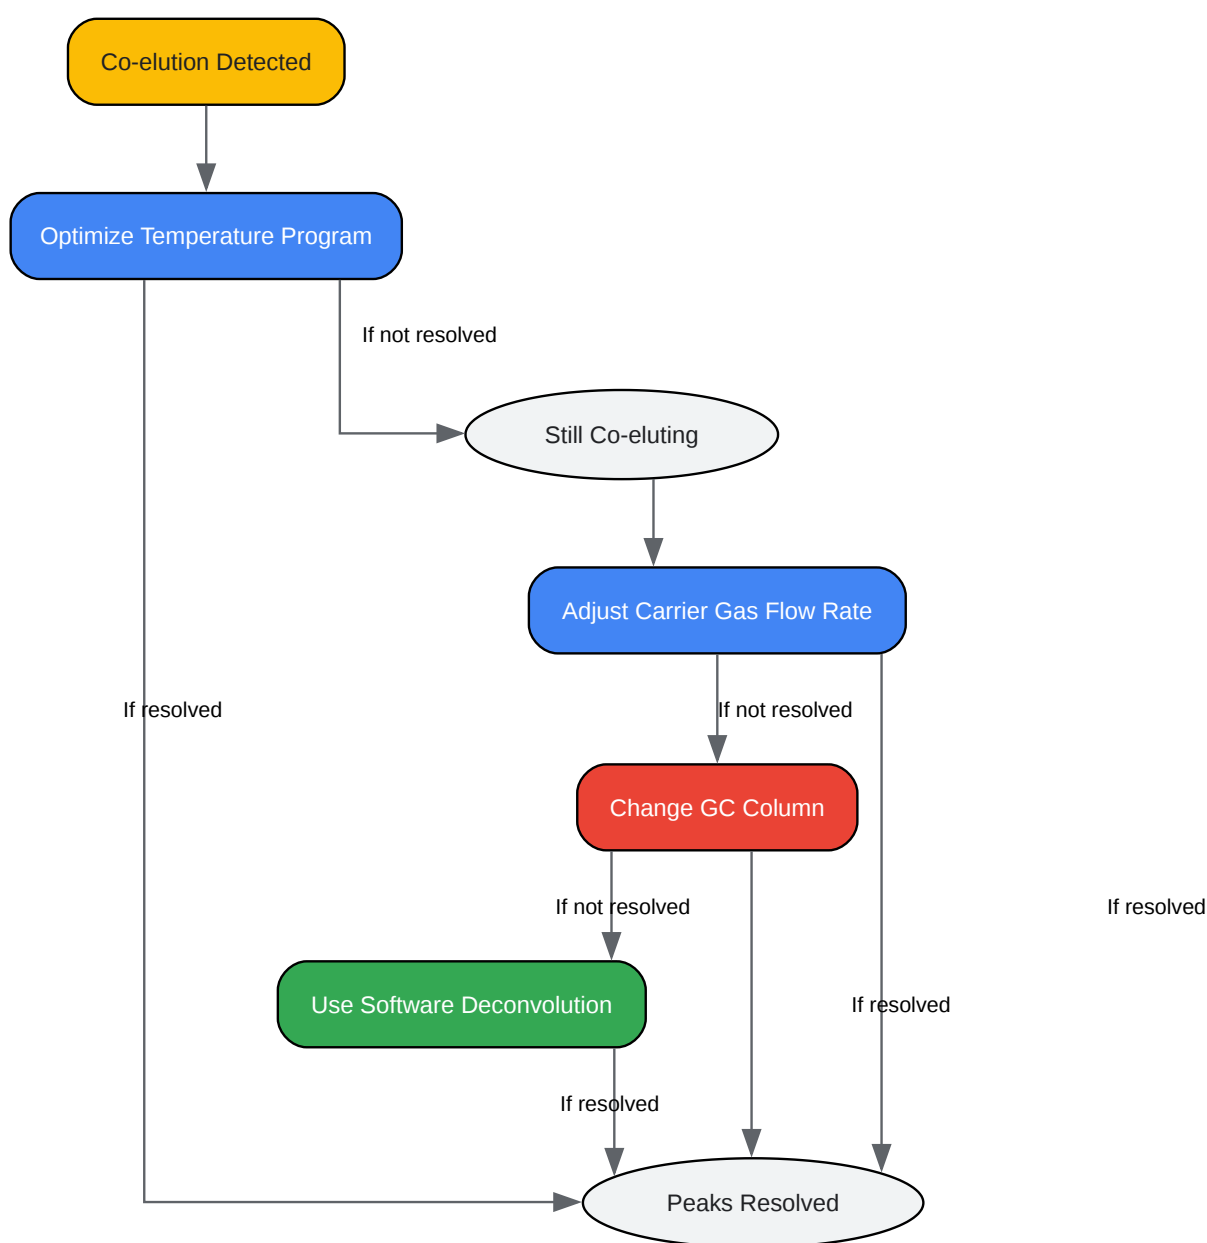 Co-elution Detected
Optimize Temperature Program
If not resolved
Still Co-eluting
Adjust Carrier Gas Flow Rate
If resolved
If not resolved
Change GC Column
If not resolved
If resolved
Use Software Deconvolution
If resolved
If resolved
Peaks Resolved